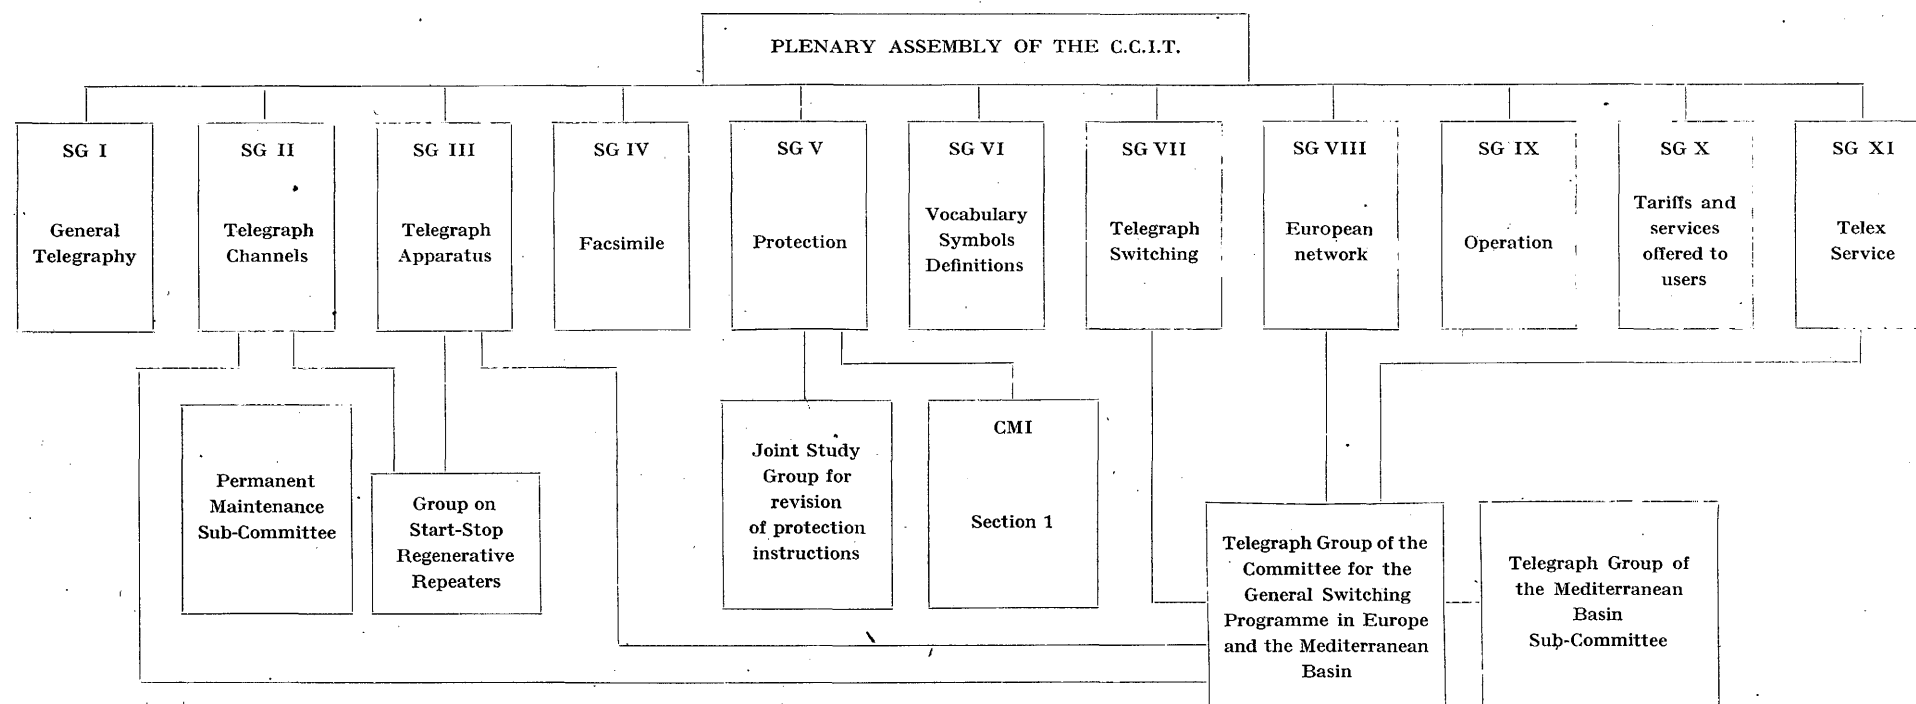 PLENARY ASSEMBLY OF THE C.C.I.T.
SG I
General
Telegraphy
SG II
Telegraph
Channels
SG III
Telegraph
Apparatus
SG IV
Facsimile
SG V
Protection
SG VI
Vocabulary
Symbols
Definitions
SG VII
Telegraph
Switching
SG VIII
European
network
SG IX
Operation
SG X
Tariffs and
services
offered to
users
SG XI
Telex
Service
Permanent
Maintenance
Sub-Committee
Group on
Start-Stop
Regenerative
Repeaters
Joint Study
Group for
revision
of protection
instructions
CMI
Section 1
Telegraph Group of the
Committee for the
General Switching
Programme in Europe
and the Mediterranean
Basin
Telegraph Group of
the Mediterranean
Basin
Sub-Committee